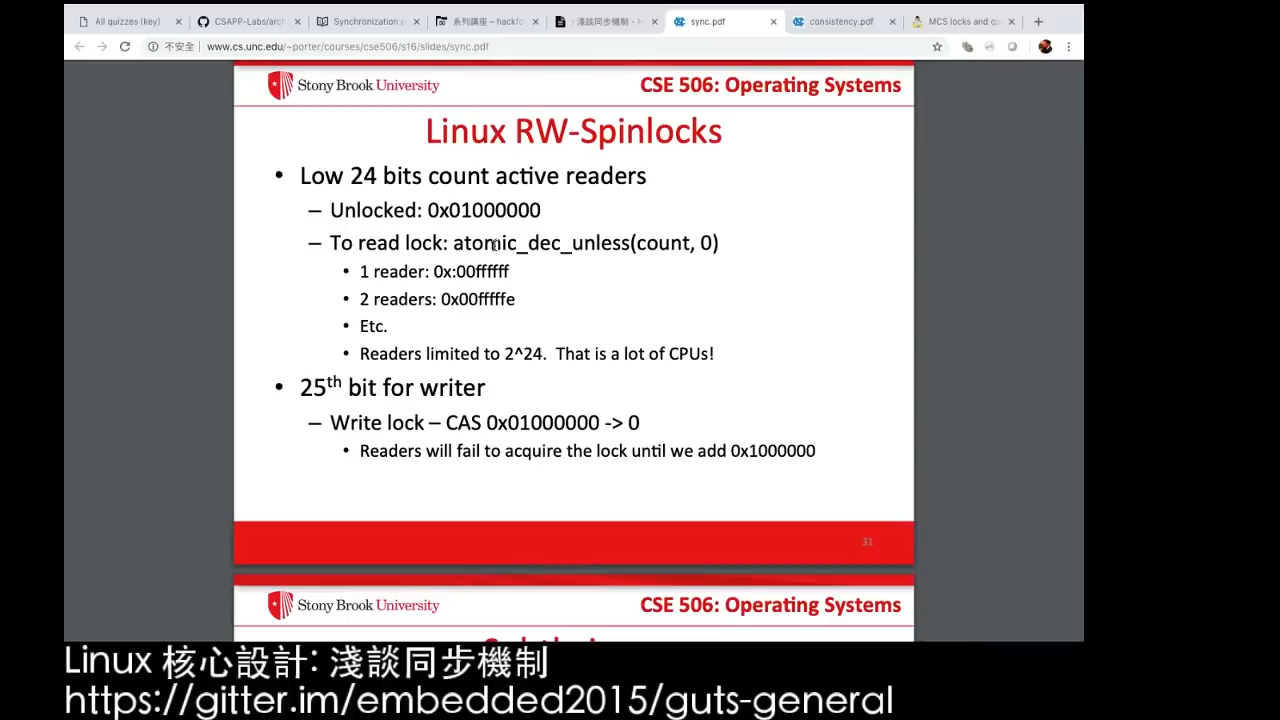 All quizzes (key)
CSAPP-Labs/arc
Synchronization
系列講座 – hackfo
: 淺談同步機制 - H
sync.pdf
consistency.pdf
MCS locks and qs
不安全 | www.cs.unc.edu/~porter/courses/cse506/s16/slides/sync.pdf
Stony Brook University
CSE 506: Operating Systems
Linux RW-Spinlocks
• Low 24 bits count active readers
– Unlocked: 0x01000000
– To read lock: atomic_dec_unless(count, 0)
• 1 reader: 0x:00ffffff
• 2 readers: 0x00fffffe
• Etc.
• Readers limited to 2^24. That is a lot of CPUs!
• 25th bit for writer
– Write lock – CAS 0x01000000 -> 0
• Readers will fail to acquire the lock until we add 0x1000000
31
Stony Brook University
CSE 506: Operating Systems
Linux 核心設計: 淺談同步機制
https://gitter.im/embedded2015/guts-general